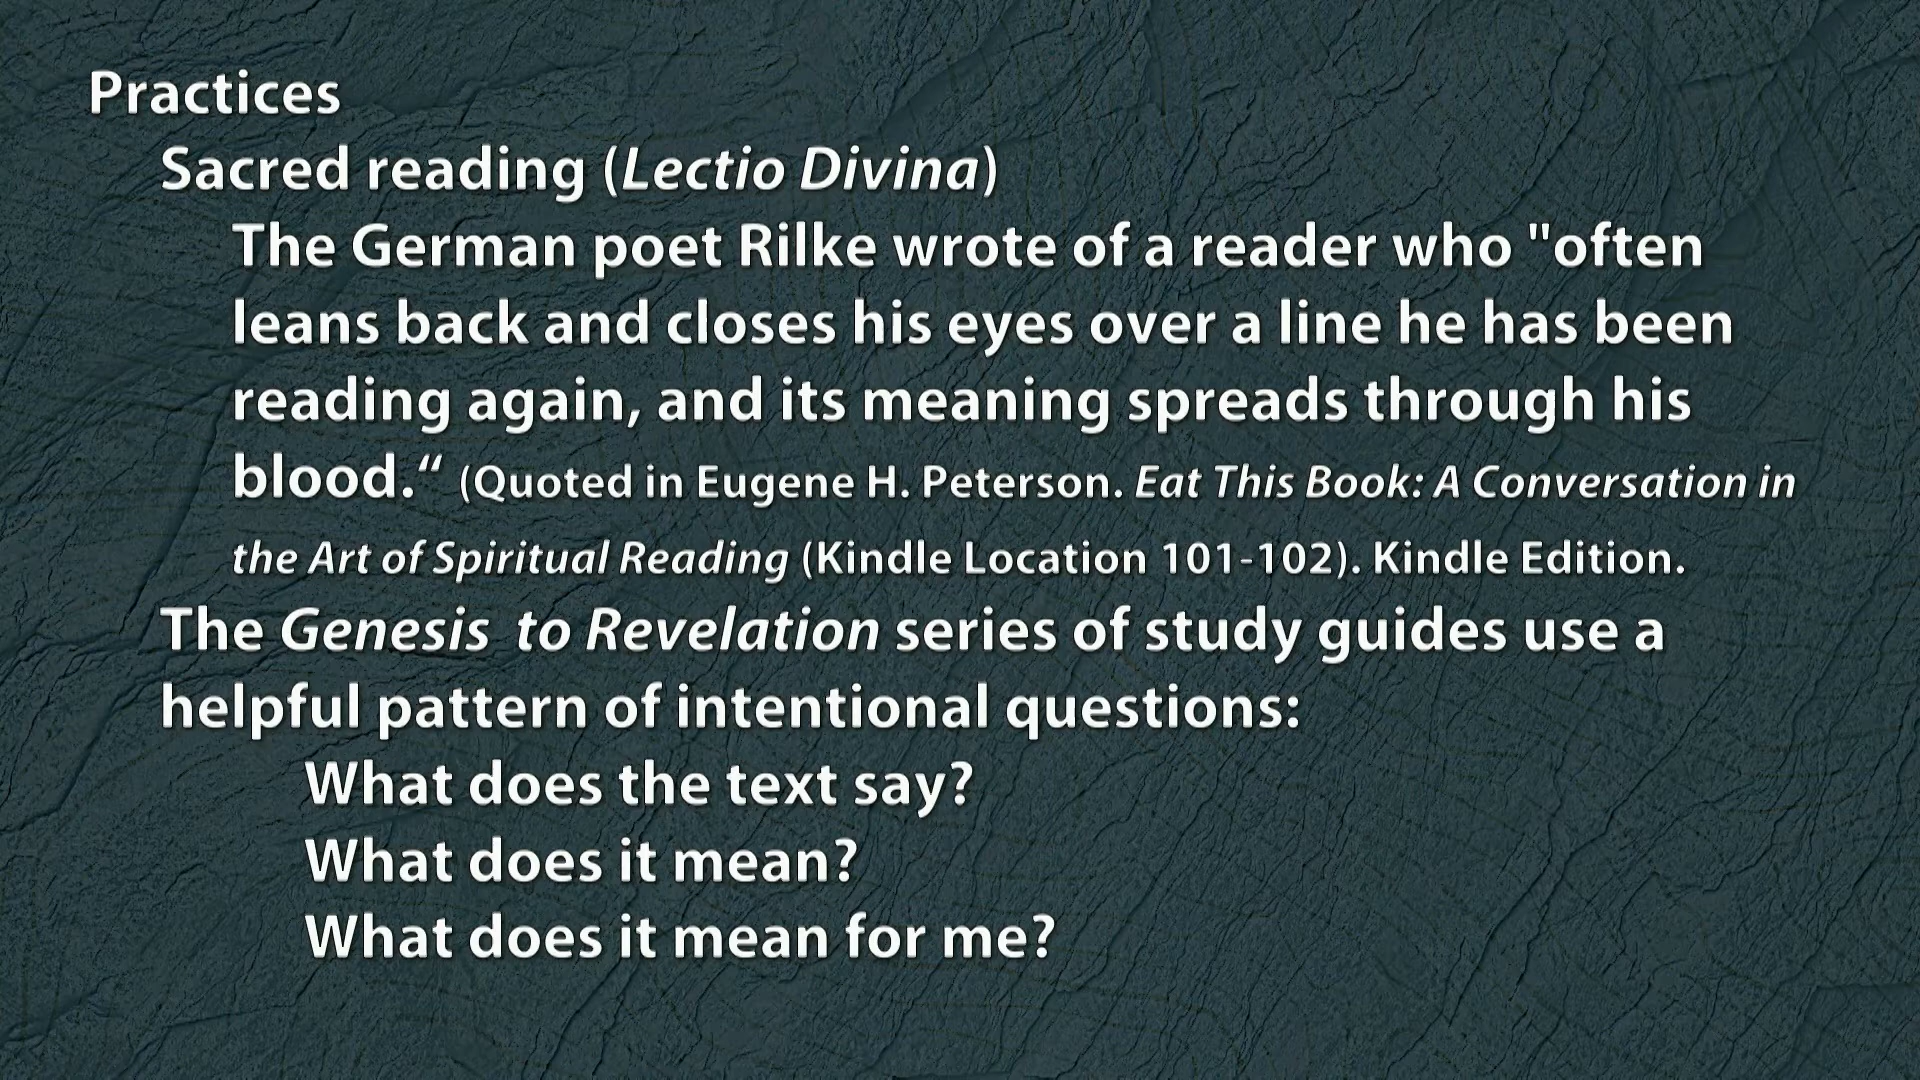 Practices
Sacred reading (Lectio Divina)
The German poet Rilke wrote of a reader who "often
leans back and closes his eyes over a line he has been
reading again, and its meaning spreads through his
blood.“ (Quoted in Eugene H. Peterson. Eat This Book: A Conversation in
the Art of Spiritual Reading (Kindle Location 101-102). Kindle Edition.
The Genesis  to Revelation series of study guides use a
helpful pattern of intentional questions:
What does the text say?
What does it mean?
What does it mean for me?